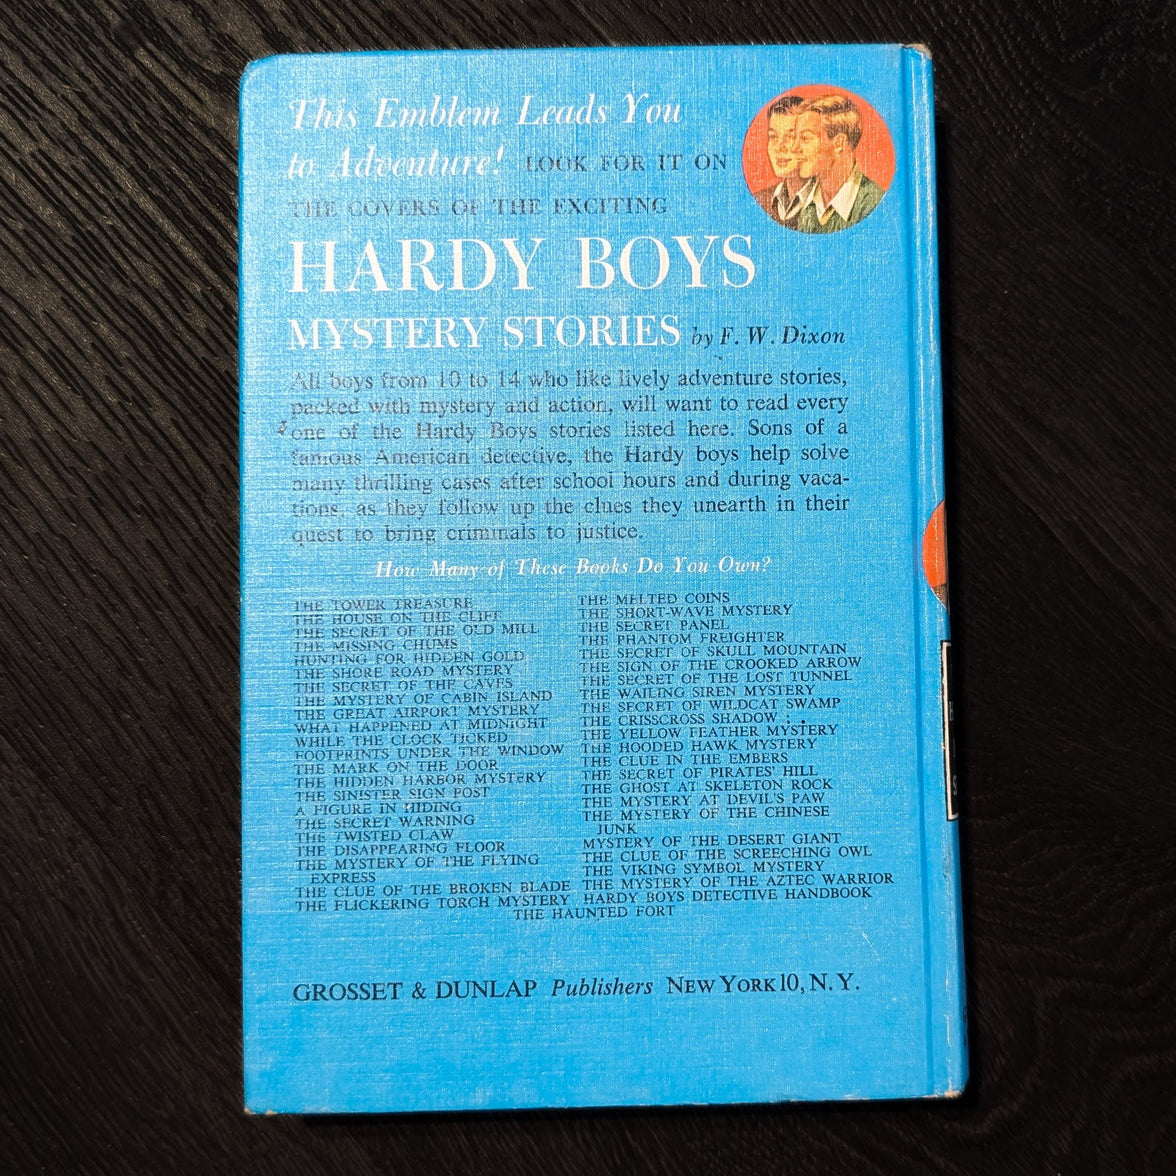 This Emblem Leads You
to Adventure! LOOK FOR IT ON
THE COVERS OF THE EXCITING
HARDY BOYS
MYSTERY STORIES by F. W. Dixon
All boys from 10 to 14 who like lively adventure stories,
packed with mystery and action, will want to read every
one of the Hardy Boys stories listed here. Sons of a
famous American detective, the Hardy boys help solve
many thrilling cases after school hours and during vaca-
tions, as they follow up the clues they unearth in their
quest to bring criminals to justice.
How Many of These Books Do You Own?
THE TOWER TREASURE
THE HOUSE ON THE CLIFF
THE SECRET OF THE OLD MILL
THE MISSING CHUMS
HUNTING FOR HIDDEN GOLD
THE SHORE ROAD MYSTERY
THE SECRET OF THE CAVES
THE MYSTERY OF CABIN ISLAND
THE GREAT AIRPORT MYSTERY
WHAT HAPPENED AT MIDNIGHT
WHILE THE CLOCK TICKED
FOOTPRINTS UNDER THE WINDOW
THE MARK ON THE DOOR
THE HIDDEN HARBOR MYSTERY
THE SINISTER SIGN POST
A FIGURE IN HIDING
THE SECRET WARNING
THE TWISTED CLAW
THE DISAPPEARING FLOOR
THE MYSTERY OF THE FLYING
EXPRESS
THE CLUE OF THE BROKEN BLADE
THE FLICKERING TORCH MYSTERY
THE MELTED COINS
THE SHORT-WAVE MYSTERY
THE SECRET PANEL
THE PHANTOM FREIGHTER
THE SECRET OF SKULL MOUNTAIN
THE SIGN OF THE CROOKED ARROW
THE SECRET OF THE LOST TUNNEL
THE WAILING SIREN MYSTERY
THE SECRET OF WILDCAT SWAMP
THE CRISSCROSS SHADOW
THE YELLOW FEATHER MYSTERY
THE HOODED HAWK MYSTERY
THE CLUE IN THE EMBERS
THE SECRET OF PIRATES' HILL
THE GHOST AT SKELETON ROCK
THE MYSTERY AT DEVIL'S PAW
THE MYSTERY OF THE CHINESE
JUNK
MYSTERY OF THE DESERT GIANT
THE CLUE OF THE SCREECHING OWL
THE VIKING SYMBOL MYSTERY
THE MYSTERY OF THE AZTEC WARRIOR
HARDY BOYS DETECTIVE HANDBOOK
THE HAUNTED FORT
GROSSET & DUNLAP Publishers NEW YORK 10, N. Y.